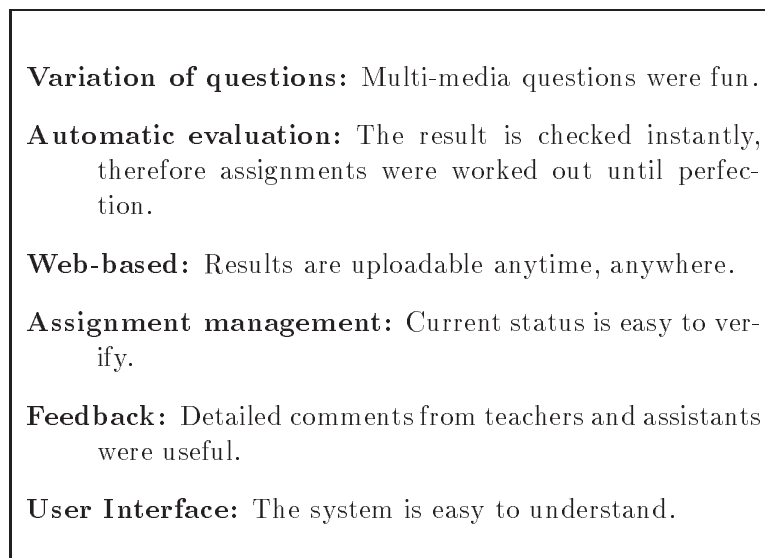 Variation of questions: Multi-media questions were fun.
Automatic evaluation: The result is checked instantly,
therefore assignments were worked out until perfec-
tion.
Web-based: Results are uploadable anytime, anywhere.
Assignment management: Current status is easy to ver-
ify.
Feedback: Detailed comments from teachers and assistants
were useful.
User Interface: The system is easy to understand.